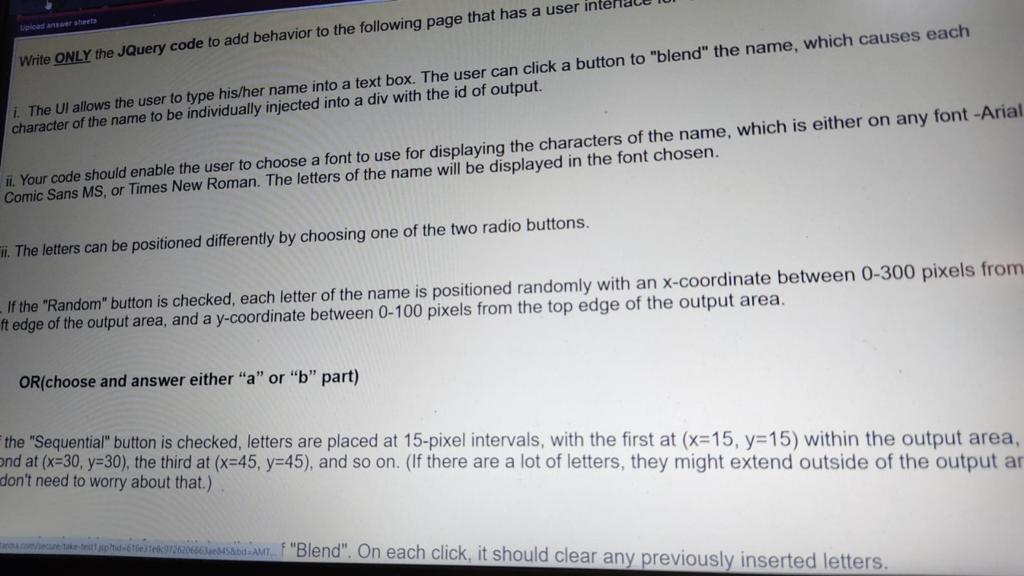 Upload answer sheets
Write ONLY the JQuery code to add behavior to the following page that has a user
i. The UI allows the user to type his/her name into a text box. The user can click a button to "blend" the name, which causes each
character of the name to be individually injected into a div with the id of output.
ii. Your code should enable the user to choose a font to use for displaying the characters of the name, which is either on any font -Arial
Comic Sans MS, or Times New Roman. The letters of the name will be displayed in the font chosen.
ii. The letters can be positioned differently by choosing one of the two radio buttons.
. If the "Random" button is checked, each letter of the name is positioned randomly with an x-coordinate between 0-300 pixels from
ft edge of the output area, and a y-coordinate between 0-100 pixels from the top edge of the output area.
OR(choose and answer either “a” or “b” part)
the "Sequential" button is checked, letters are placed at 15-pixel intervals, with the first at (x=15, y=15) within the output area,
ond at (x=30, y=30), the third at (x=45, y=45), and so on. (If there are a lot of letters, they might extend outside of the output ar
don't need to worry about that.)
"Blend". On each click, it should clear any previously inserted letters.